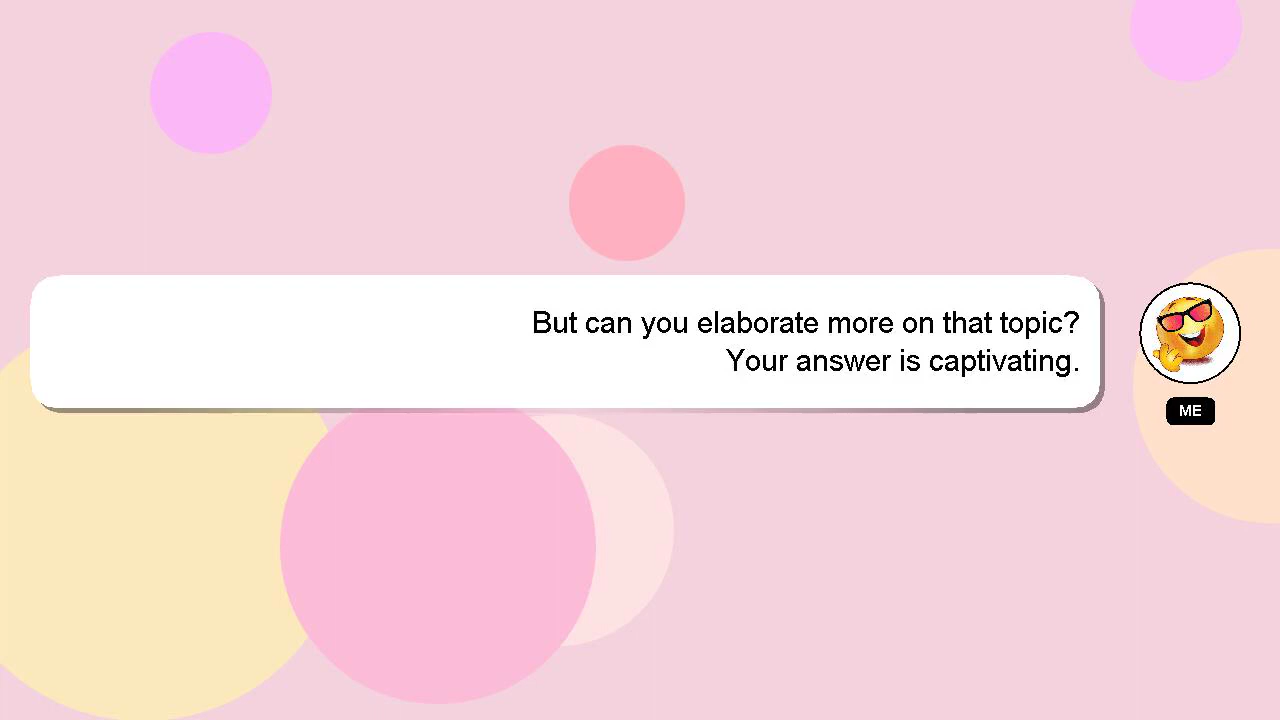 But can you elaborate more on that topic?
Your answer is captivating.
ME